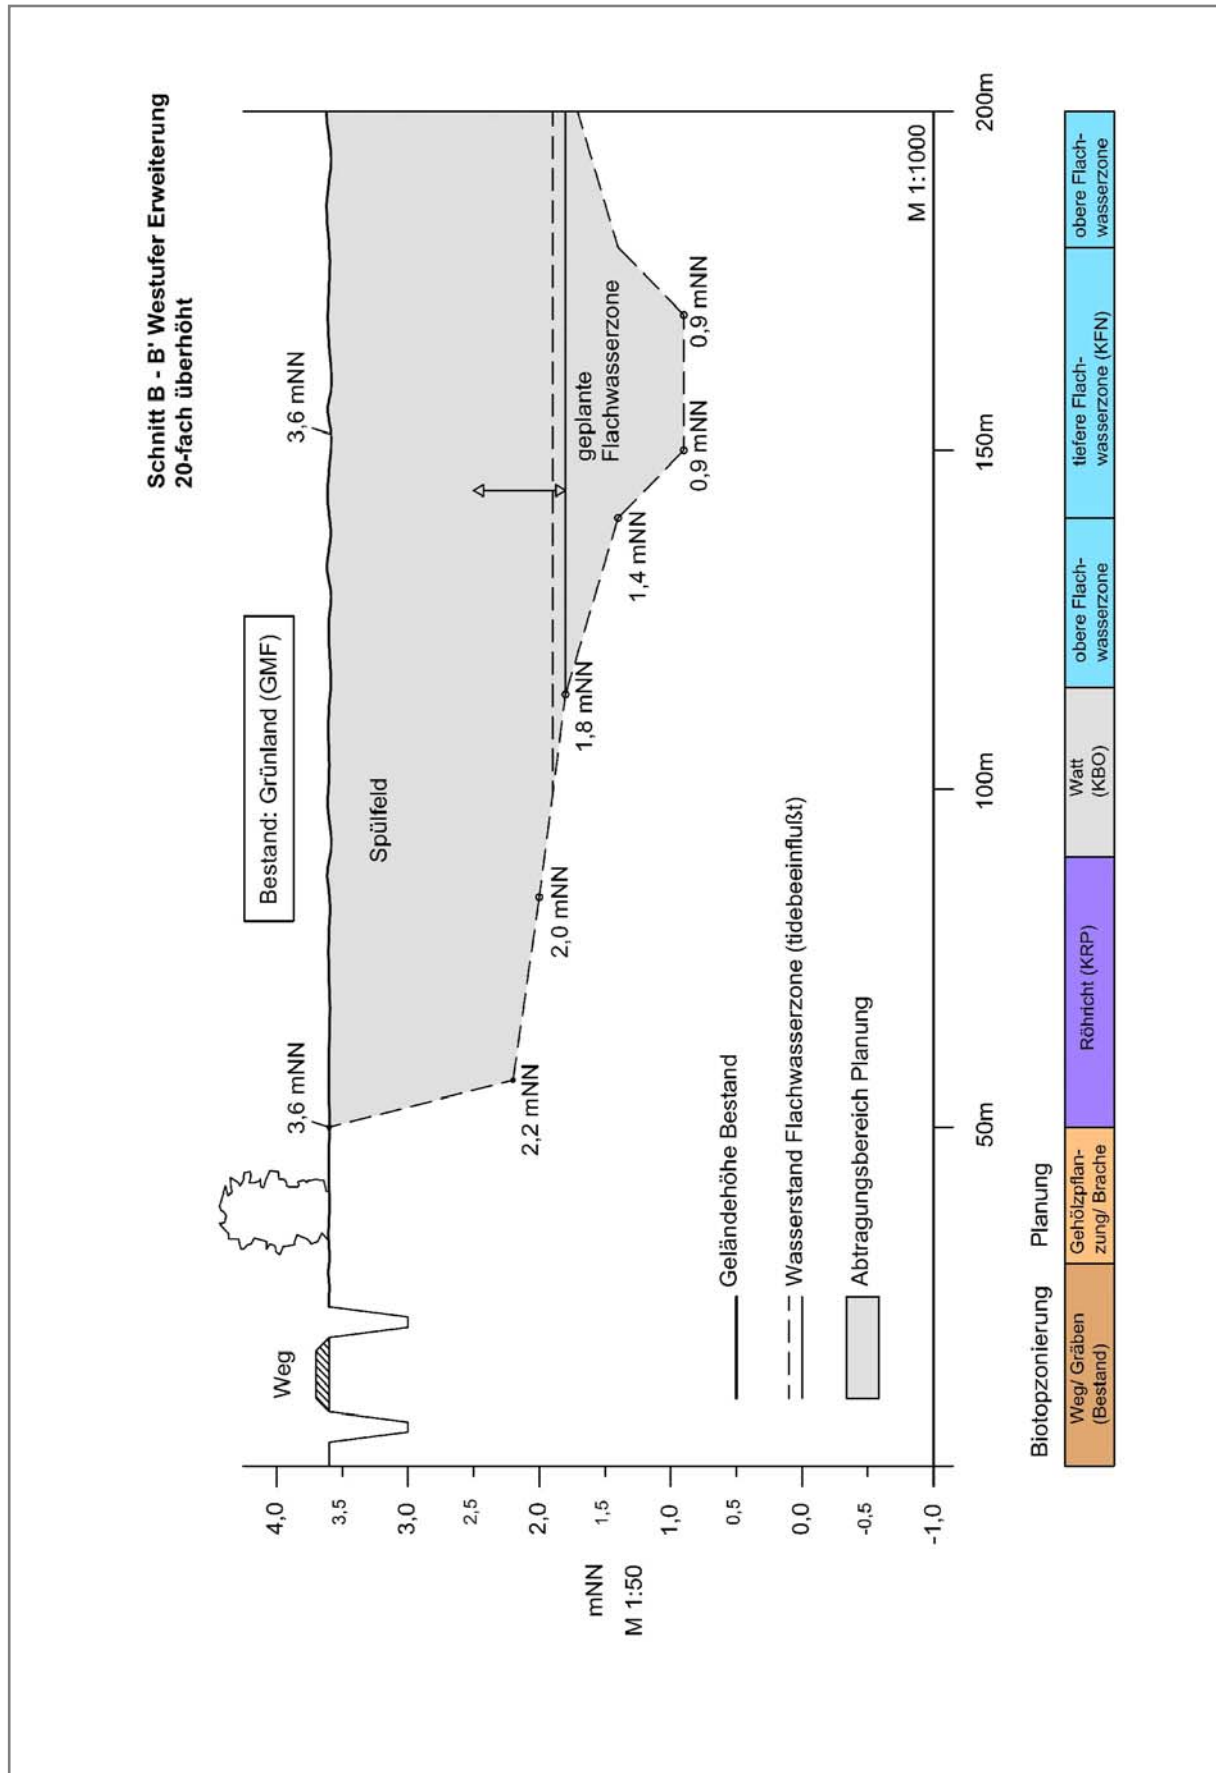 Schnitt B - B' Westufer Erweiterung
20-fach überhöht
Weg
3,6 mNN
Bestand: Grünland (GMF)
3,6 mNN
Spülfeld
geplante
Flachwasserzone
2,2 mNN
2,0 mNN
1,8 mNN
1,4 mNN
0,9 mNN
0,9 mNN
4,0
3,5
3,0
2,5
2,0
1,5
1,0
0,5
0,0
-0,5
-1,0
mNN
M 1:50
Geländehöhe Bestand
Wasserstand Flachwasserzone (tidebeeinflußt)
Abtragungsbereich Planung
M 1:1000
50m
100m
150m
200m
Biotopzonierung
Planung
Weg/ Gräben
(Bestand)
Gehölzpflan-
zung/ Brache
Röhricht (KRP)
Watt
(KBO)
obere Flach-
wasserzone
tiefere Flach-
wasserzone (KFN)
obere Flach-
wasserzone